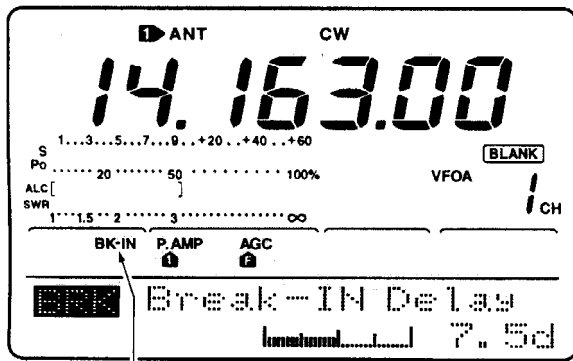 1 ANT CW
14.163.00
S 1...3...5...7...9...+20...+40...+60
Po 20 50 100%
BLANK
VFOA 1 CH
ALC [ ]
SWR 1 1.5 2 3 ∞
BK-IN P.AMP AGC
1 F
BRK Break-IN Delay
7.5d